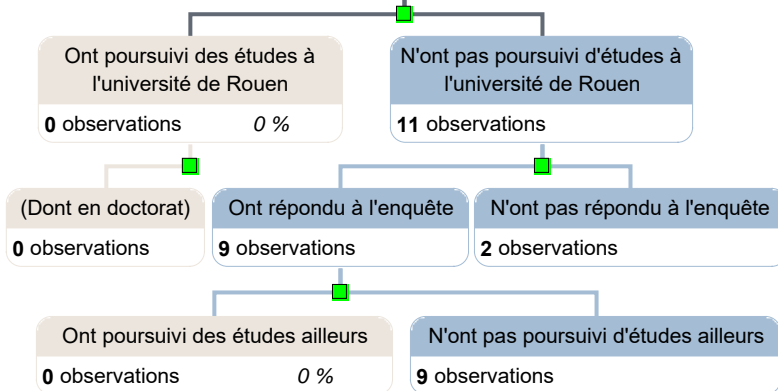 Ont poursuivi des études à
l'université de Rouen
0 observations 0 %
N'ont pas poursuivi d'études à
l'université de Rouen
11 observations
(Dont en doctorat)
0 observations
Ont répondu à l'enquête
9 observations
N'ont pas répondu à l'enquête
2 observations
Ont poursuivi des études ailleurs
0 observations 0 %
N'ont pas poursuivi d'études ailleurs
9 observations